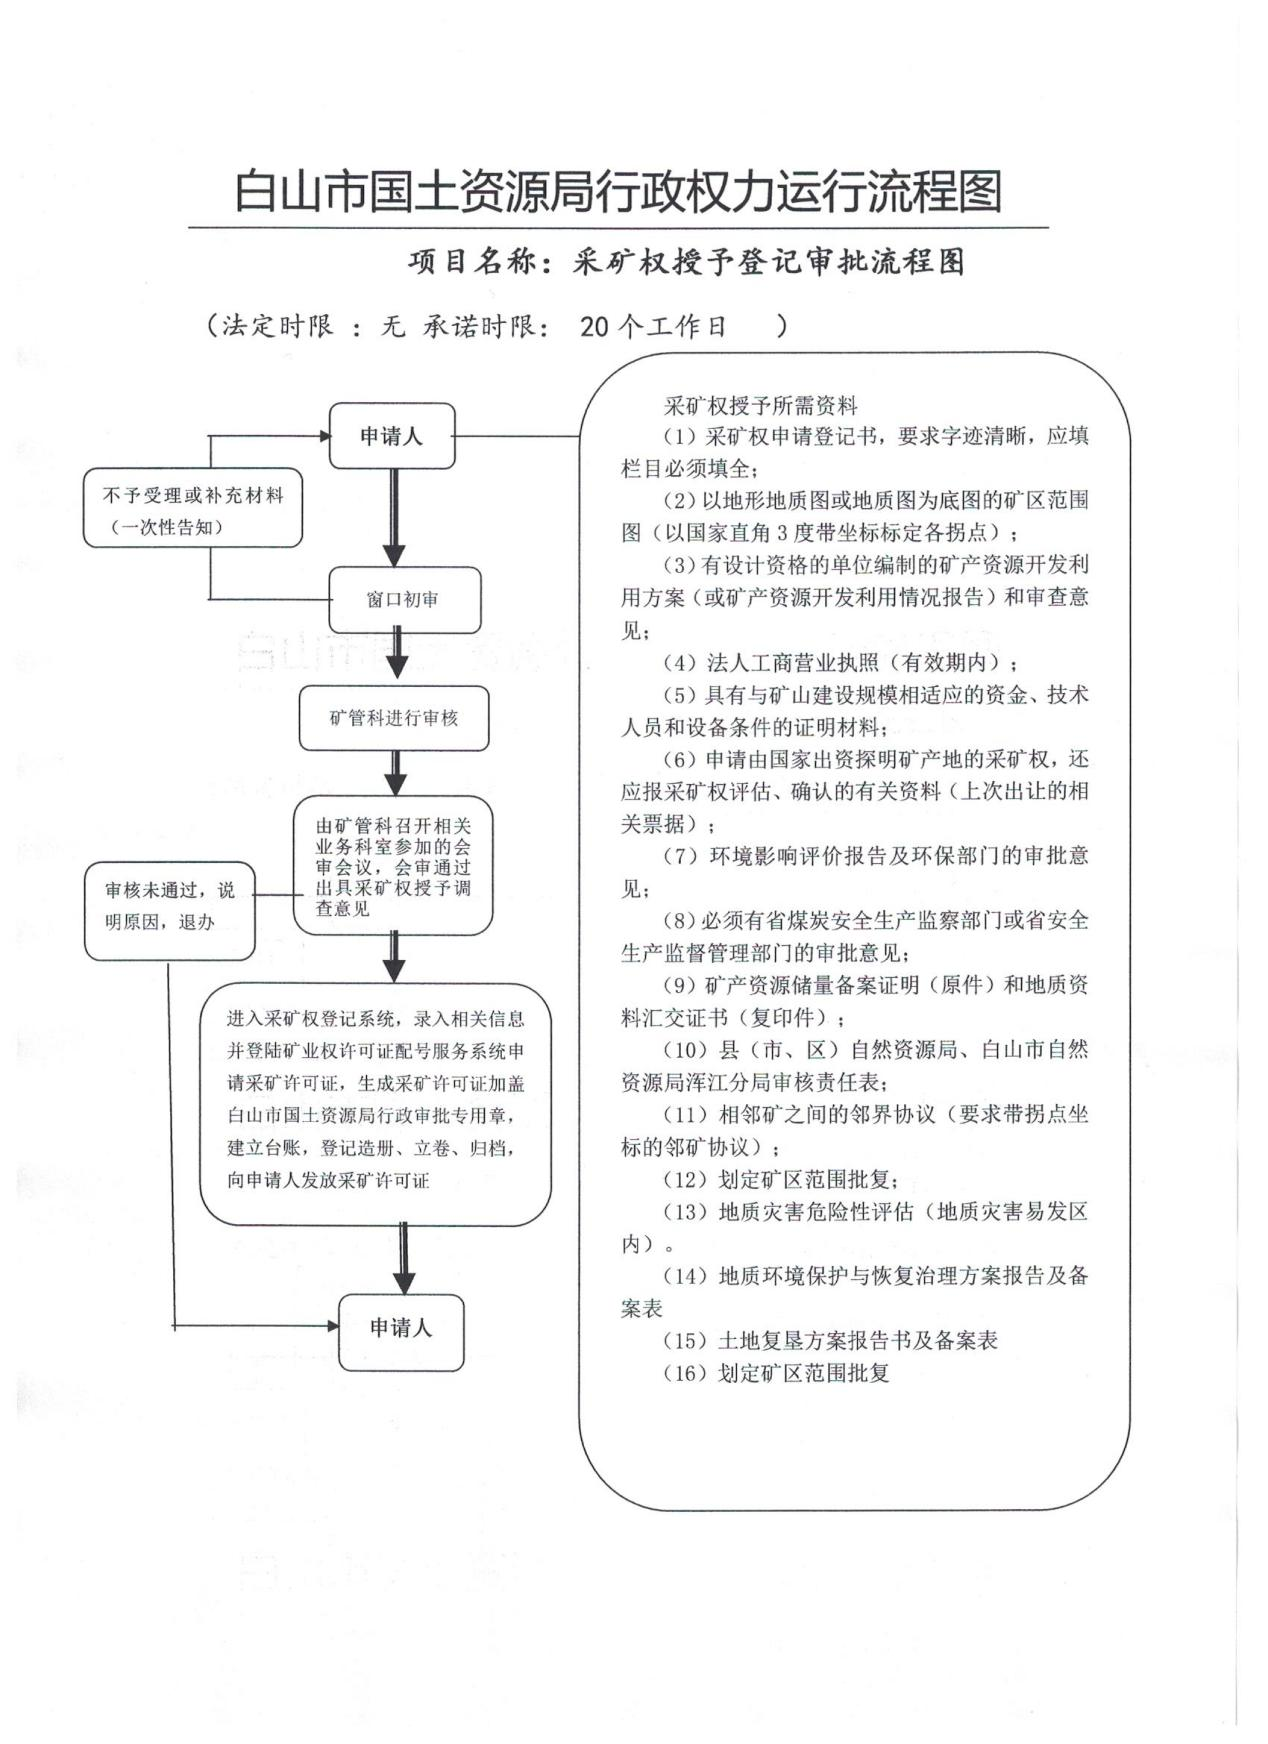 白山市国土资源局行政权力运行流程图
项目名称：采矿权授予登记审批流程图
（法定时限 ：无 承诺时限： 20个工作日 ）
申请人
不予受理或补充材料
（一次性告知）
窗口初审
矿管科进行审核
由矿管科召开相关
业务科室参加的会
审会议，会审通过
出具采矿权授予调
查意见
审核未通过，说
明原因，退办
进入采矿权登记系统，录入相关信息
并登陆矿业权许可证配号服务系统申
请采矿许可证，生成采矿许可证加盖
白山市国土资源局行政审批专用章，
建立台账，登记造册、立卷、归档，
向申请人发放采矿许可证
申请人
采矿权授予所需资料
（1）采矿权申请登记书，要求字迹清晰，应填
栏目必须填全；
（2）以地形地质图或地质图为底图的矿区范围
图（以国家直角3度带坐标标定各拐点）；
（3）有设计资格的单位编制的矿产资源开发利
用方案（或矿产资源开发利用情况报告）和审查意
见；
（4）法人工商营业执照（有效期内）；
（5）具有与矿山建设规模相适应的资金、技术
人员和设备条件的证明材料；
（6）申请由国家出资探明矿产地的采矿权，还
应报采矿权评估、确认的有关资料（上次出让的相
关票据）；
（7）环境影响评价报告及环保部门的审批意
见；
（8）必须有省煤炭安全生产监察部门或省安全
生产监督管理部门的审批意见；
（9）矿产资源储量备案证明（原件）和地质资
料汇交证书（复印件）；
（10）县（市、区）自然资源局、白山市自然
资源局浑江分局审核责任表；
（11）相邻矿之间的邻界协议（要求带拐点坐
标的邻矿协议）；
（12）划定矿区范围批复；
（13）地质灾害危险性评估（地质灾害易发区
内）。
（14）地质环境保护与恢复治理方案报告及备
案表
（15）土地复垦方案报告书及备案表
（16）划定矿区范围批复